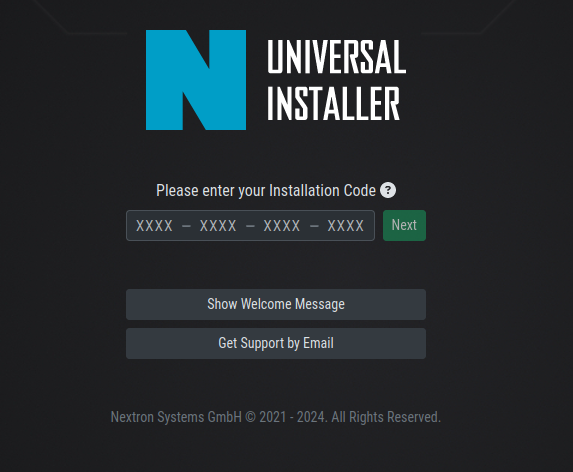 N UNIVERSAL
INSTALLER
Please enter your Installation Code ?
XXXX – XXXX – XXXX – XXXX Next
Show Welcome Message
Get Support by Email
Nextron Systems GmbH © 2021 - 2024. All Rights Reserved.